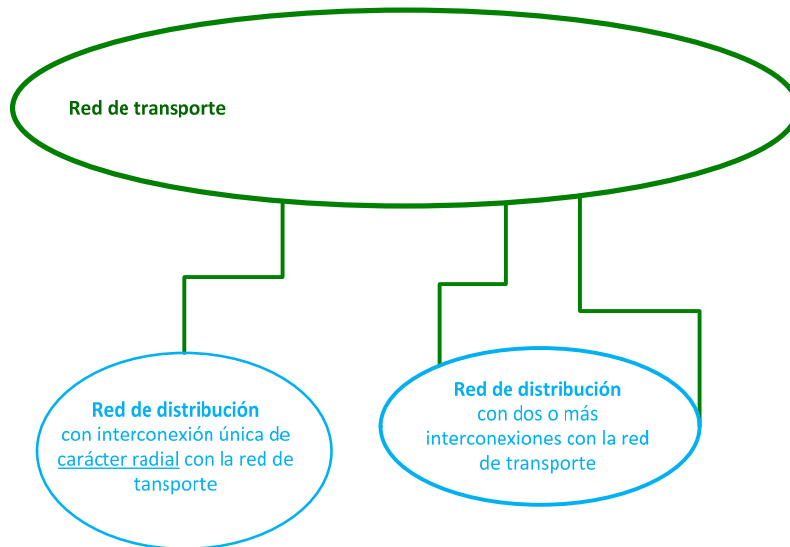 Red de transporte
Red de distribución
con interconexión única de
carácter radial con la red de
tansporte
Red de distribución
con dos o más
interconexiones con la red
de transporte